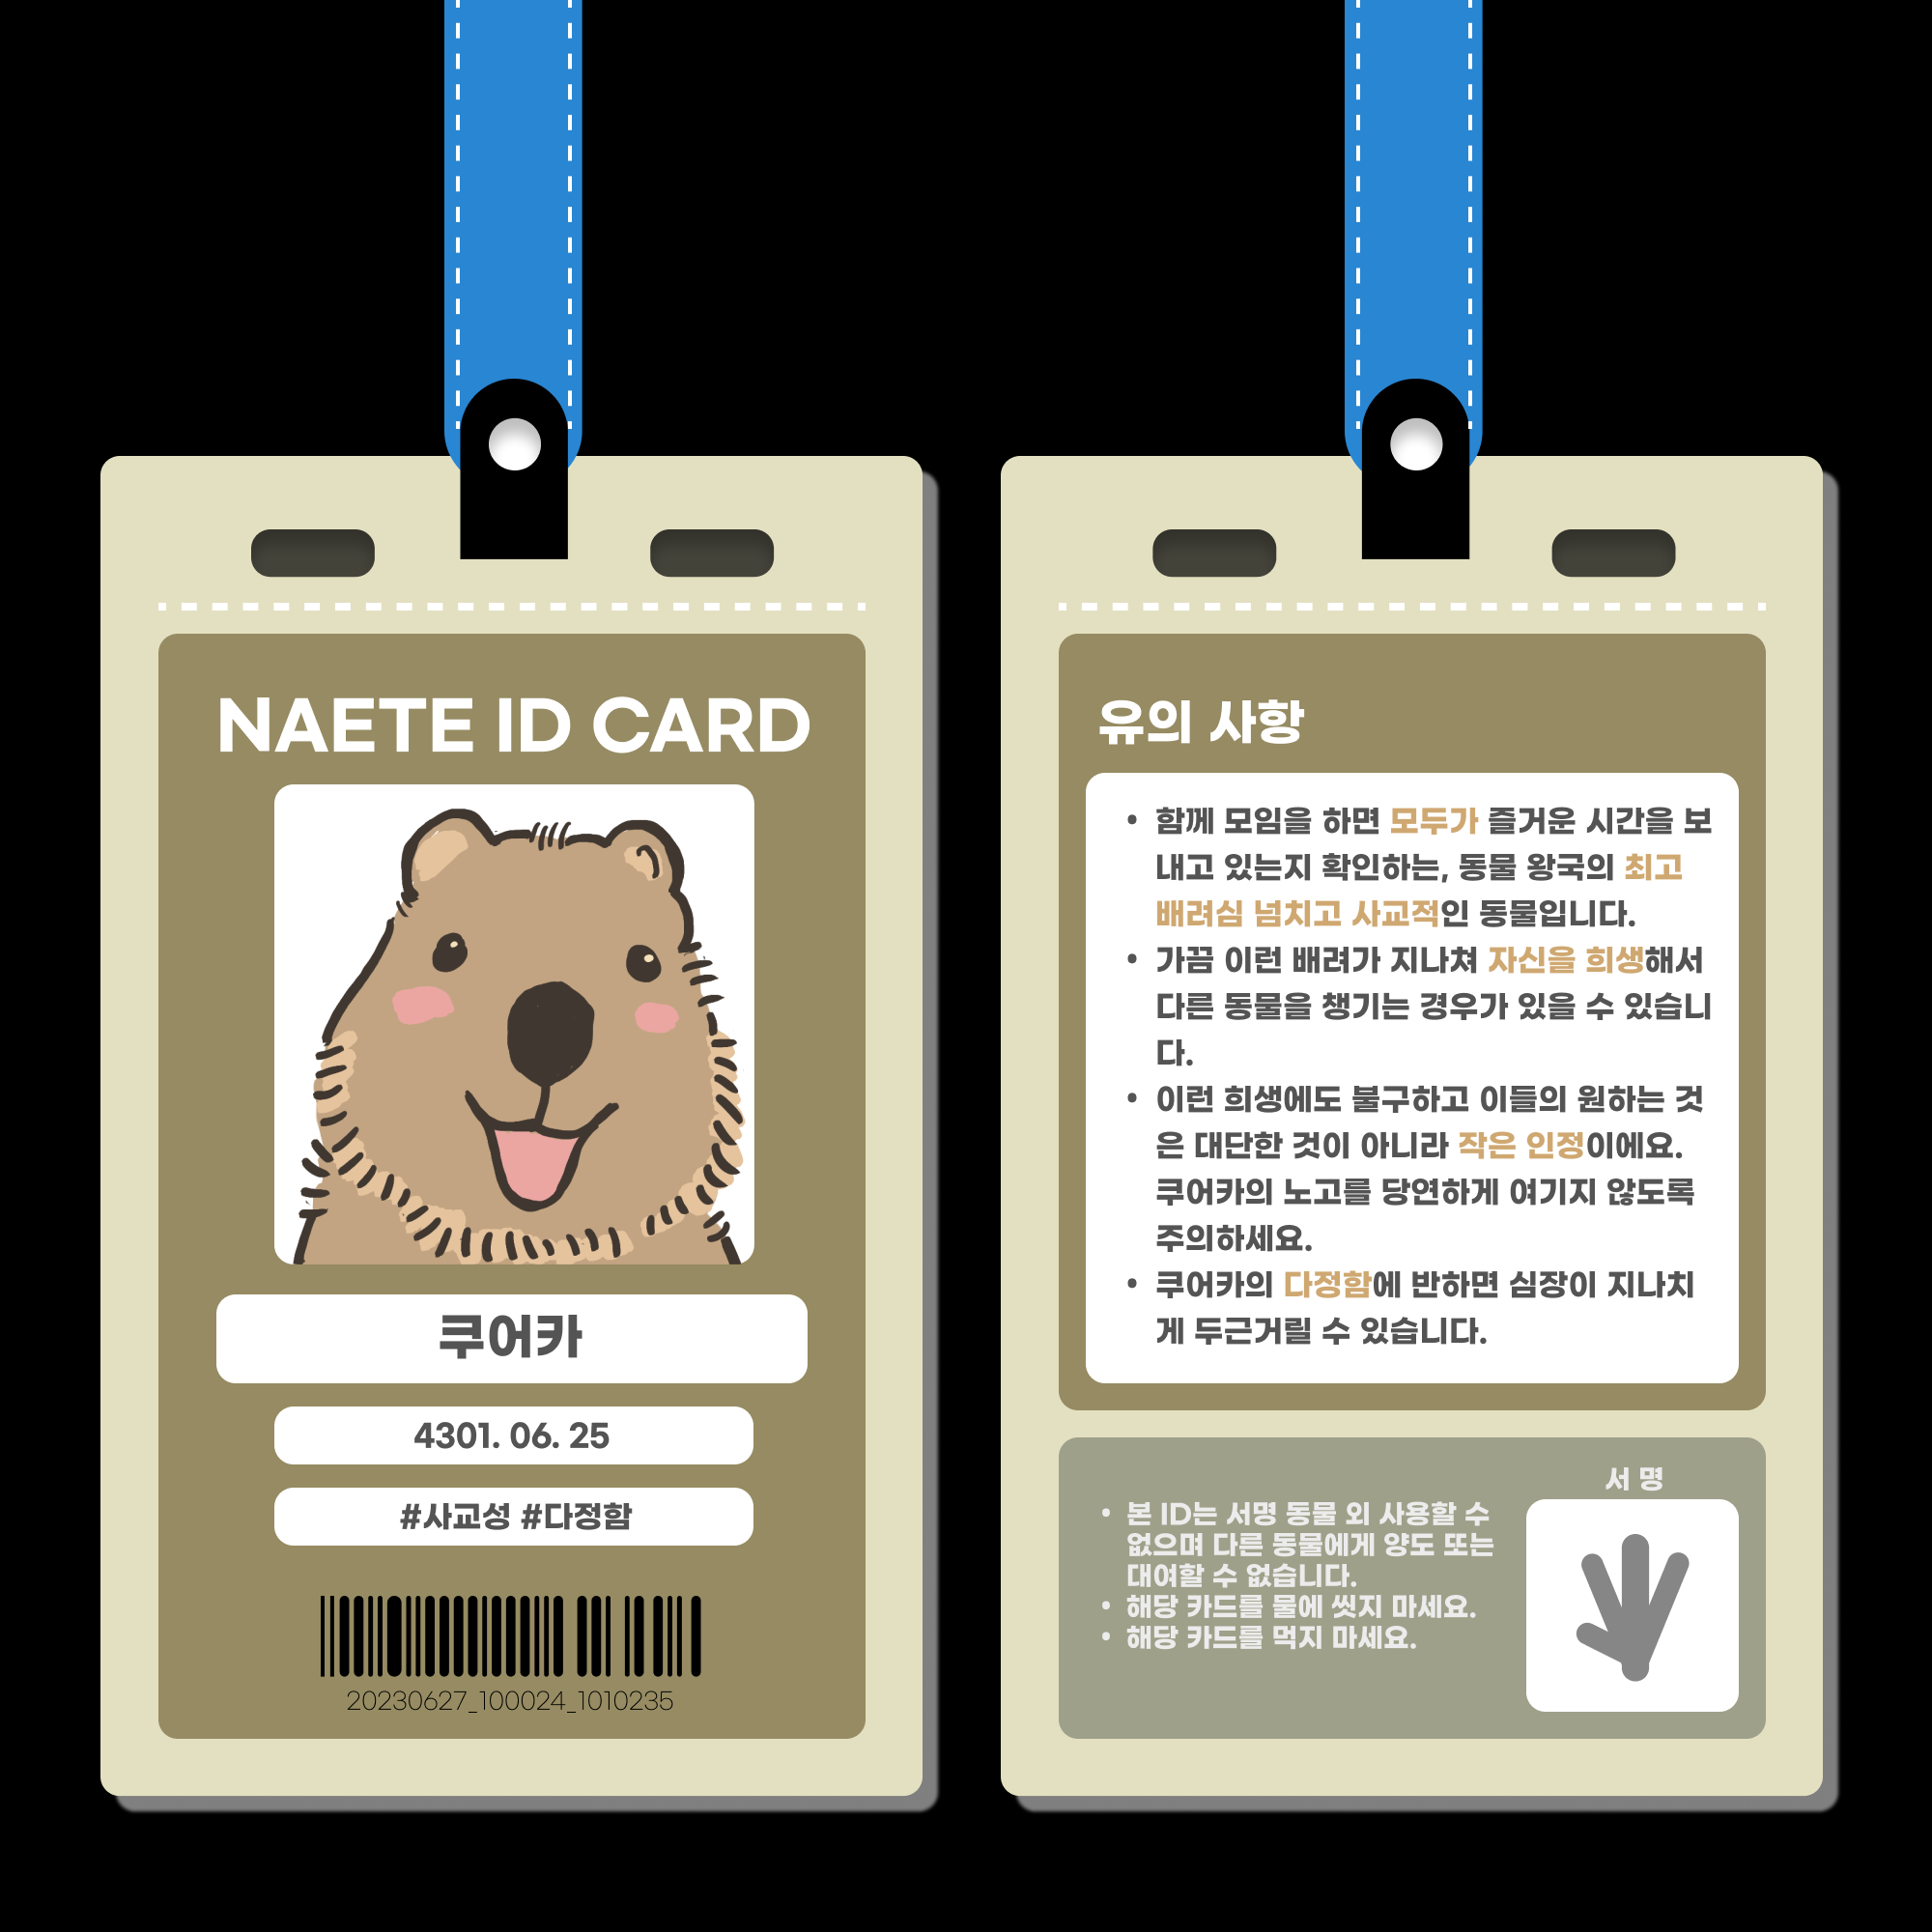 NAETE ID CARD
쿠어카
4301. 06. 25
#사교성 #다정함
20230627_100024_1010235
유의 사항
• 함께 모임을 하면 모두가 즐거운 시간을 보
내고 있는지 확인하는, 동물 왕국의 최고
배려심 넘치고 사교적인 동물입니다.
• 가끔 이런 배려가 지나쳐 자신을 희생해서
다른 동물을 챙기는 경우가 있을 수 있습니
다.
• 이런 희생에도 불구하고 이들의 원하는 것
은 대단한 것이 아니라 작은 인정이에요.
쿠어카의 노고를 당연하게 여기지 않도록
주의하세요.
• 쿠어카의 다정함에 반하면 심장이 지나치
게 두근거릴 수 있습니다.
서 명
• 본 ID는 서명 동물 외 사용할 수
없으며 다른 동물에게 양도 또는
대여할 수 없습니다.
• 해당 카드를 물에 씻지 마세요.
• 해당 카드를 먹지 마세요.